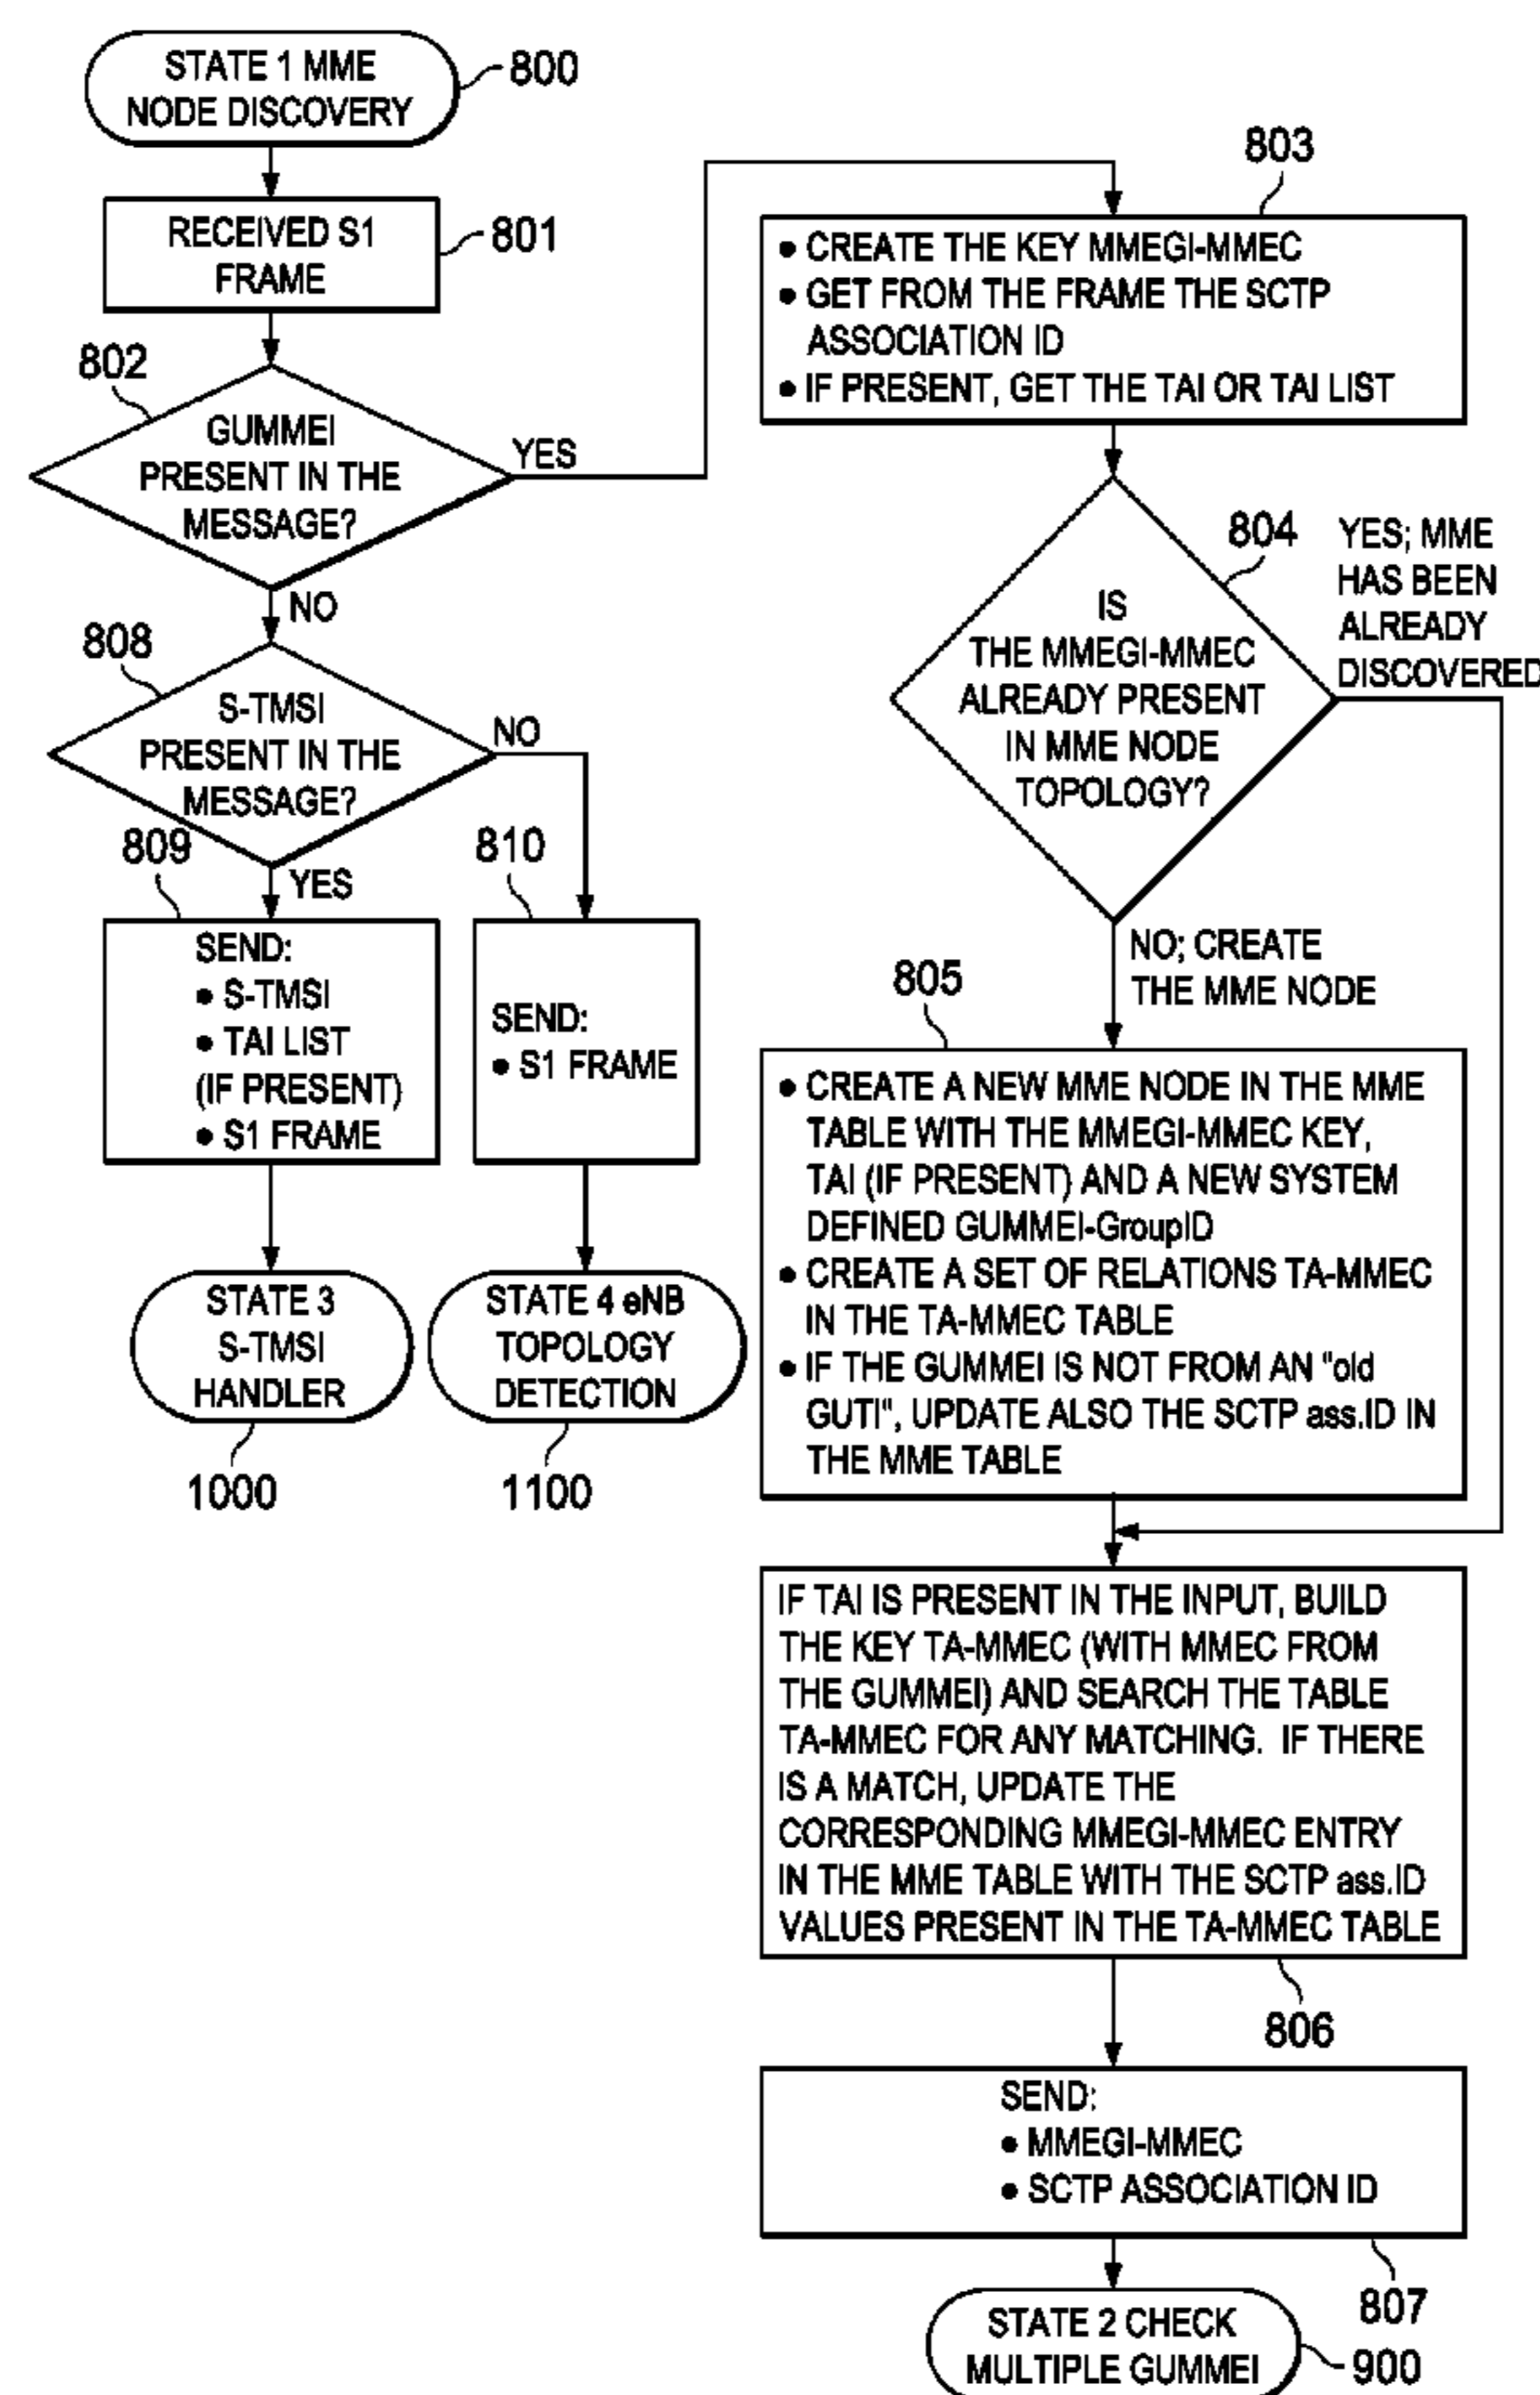 STATE 1 MME
NODE DISCOVERY
800
RECEIVED S1
FRAME
801
802
GUMMEI
PRESENT IN THE
MESSAGE?
YES
NO
808
S-TMSI
PRESENT IN THE
MESSAGE?
NO
YES
809
SEND:
• S-TMSI
• TAI LIST
(IF PRESENT)
• S1 FRAME
810
SEND:
• S1 FRAME
STATE 3
S-TMSI
HANDLER
1000
STATE 4 eNB
TOPOLOGY
DETECTION
1100
803
• CREATE THE KEY MMEGI-MMEC
• GET FROM THE FRAME THE SCTP
ASSOCIATION ID
• IF PRESENT, GET THE TAI OR TAI LIST
804
IS
THE MMEGI-MMEC
ALREADY PRESENT
IN MME NODE
TOPOLOGY?
YES; MME
HAS BEEN
ALREADY
DISCOVERED
NO; CREATE
THE MME NODE
805
• CREATE A NEW MME NODE IN THE MME
TABLE WITH THE MMEGI-MMEC KEY,
TAI (IF PRESENT) AND A NEW SYSTEM
DEFINED GUMMEI-GroupID
• CREATE A SET OF RELATIONS TA-MMEC
IN THE TA-MMEC TABLE
• IF THE GUMMEI IS NOT FROM AN "old
GUTI", UPDATE ALSO THE SCTP ass.ID IN
THE MME TABLE
IF TAI IS PRESENT IN THE INPUT, BUILD
THE KEY TA-MMEC (WITH MMEC FROM
THE GUMMEI) AND SEARCH THE TABLE
TA-MMEC FOR ANY MATCHING. IF THERE
IS A MATCH, UPDATE THE
CORRESPONDING MMEGI-MMEC ENTRY
IN THE MME TABLE WITH THE SCTP ass.ID
VALUES PRESENT IN THE TA-MMEC TABLE
806
SEND:
• MMEGI-MMEC
• SCTP ASSOCIATION ID
807
STATE 2 CHECK
MULTIPLE GUMMEI
900